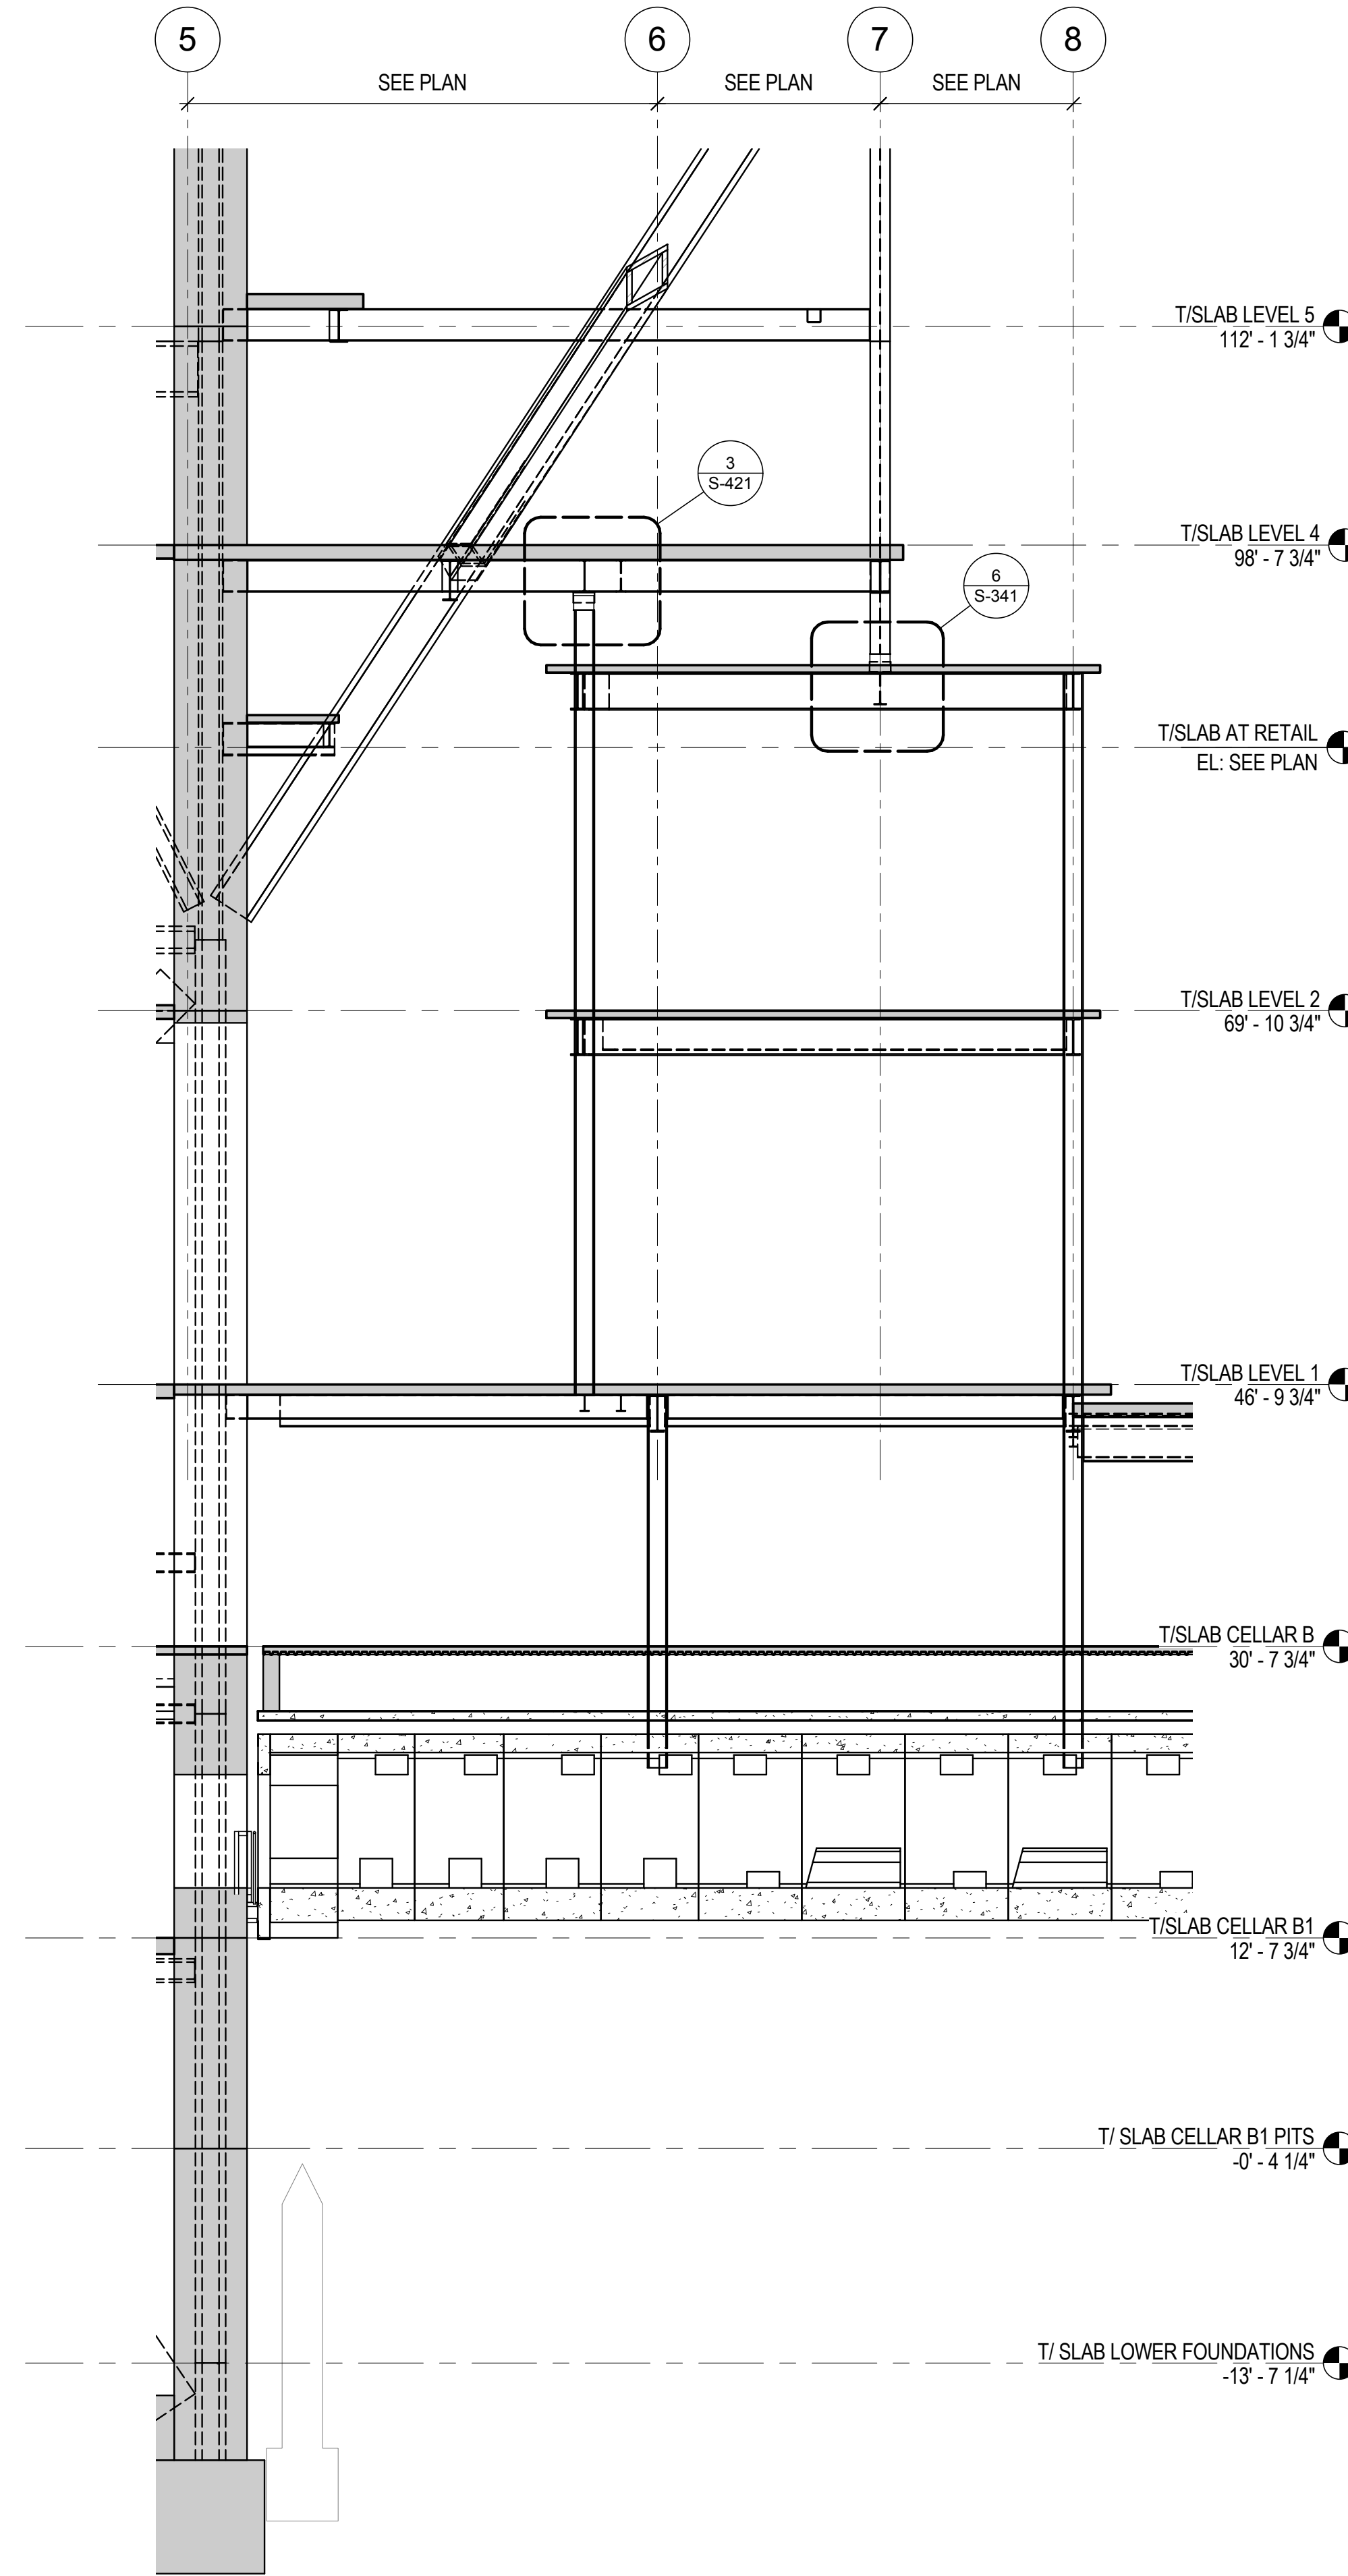 5 6 7 8
SEE PLAN SEE PLAN SEE PLAN
T/SLAB LEVEL 5
112' - 1 3/4"
3
S-421
T/SLAB LEVEL 4
98' - 7 3/4"
6
S-341
T/SLAB AT RETAIL
EL: SEE PLAN
T/SLAB LEVEL 2
69' - 10 3/4"
T/SLAB LEVEL 1
46' - 9 3/4"
T/SLAB CELLAR B
30' - 7 3/4"
T/SLAB CELLAR B1
12' - 7 3/4"
T/ SLAB CELLAR B1 PITS
-0' - 4 1/4"
T/ SLAB LOWER FOUNDATIONS
-13' - 7 1/4"